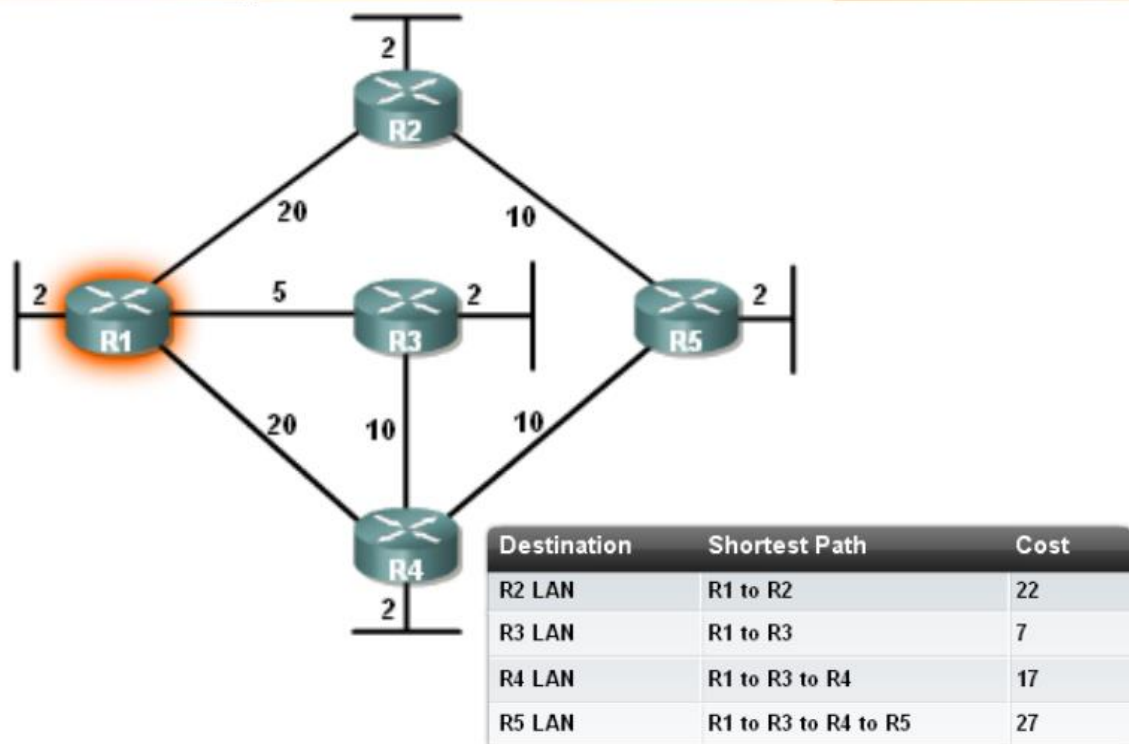 2
R2
20
10
2
R1
5
R3
2
R5
2
20
10
10
R4
2
Destination Shortest Path Cost
R2 LAN R1 to R2 22
R3 LAN R1 to R3 7
R4 LAN R1 to R3 to R4 17
R5 LAN R1 to R3 to R4 to R5 27